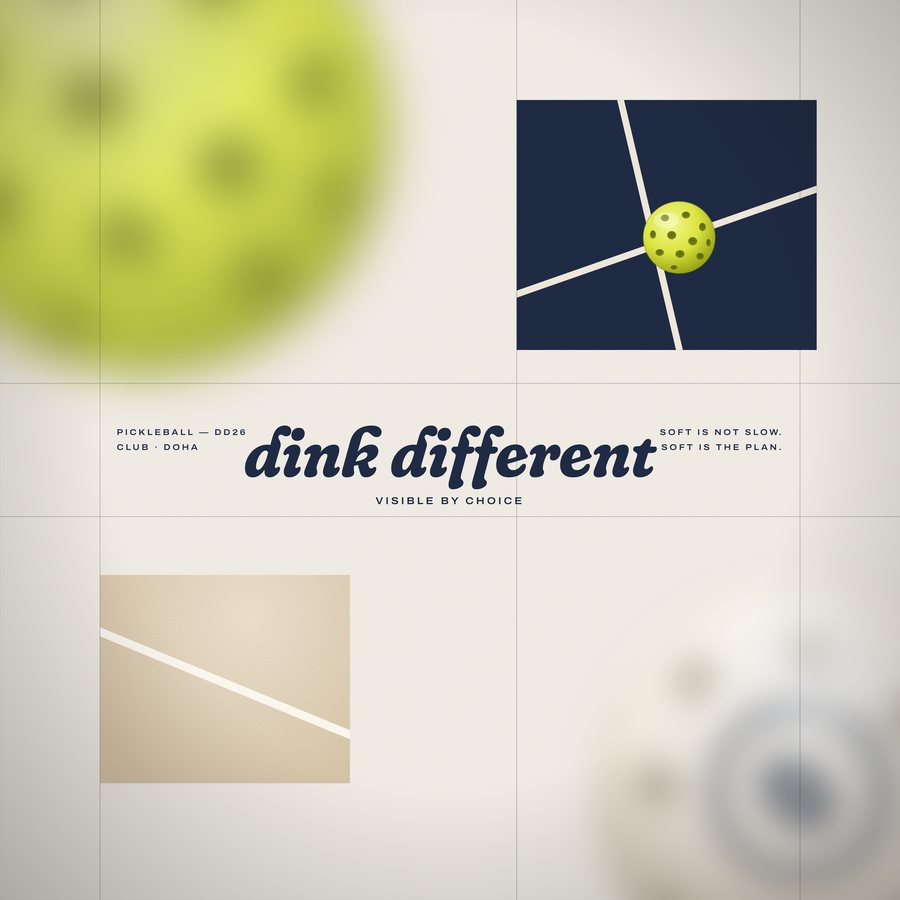 PICKLEBALL — DD26
CLUB · DOHA
dink different
SOFT IS NOT SLOW.
SOFT IS THE PLAN.
VISIBLE BY CHOICE